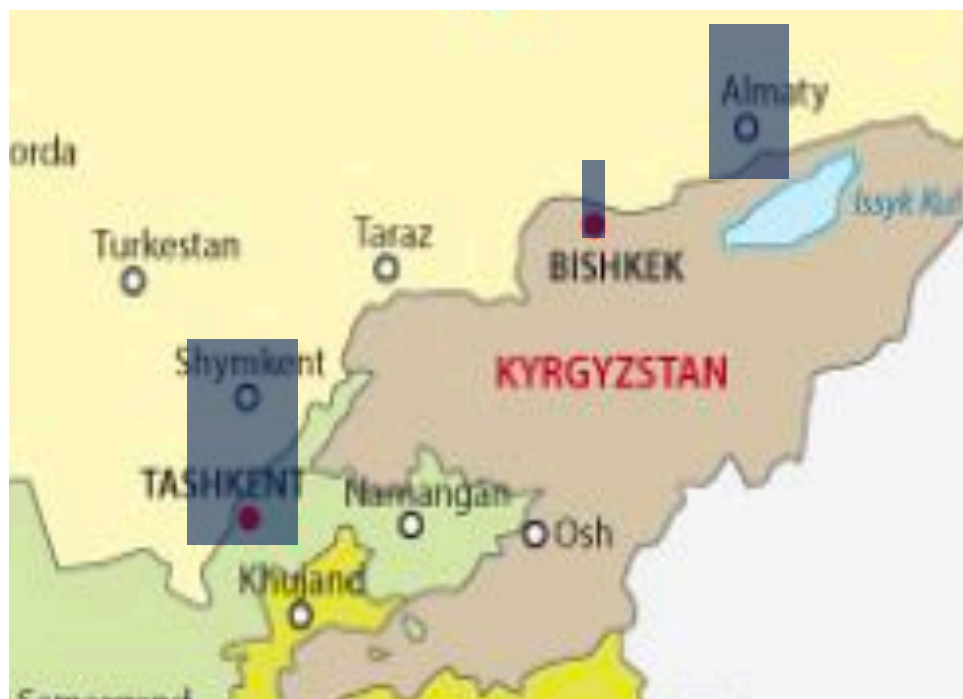 Almaty
orda
Issyk Kul
Turkestan
Taraz
BISHKEK
Shymkent
KYRGYZSTAN
TASHKENT
Namangan
Osh
Khujand